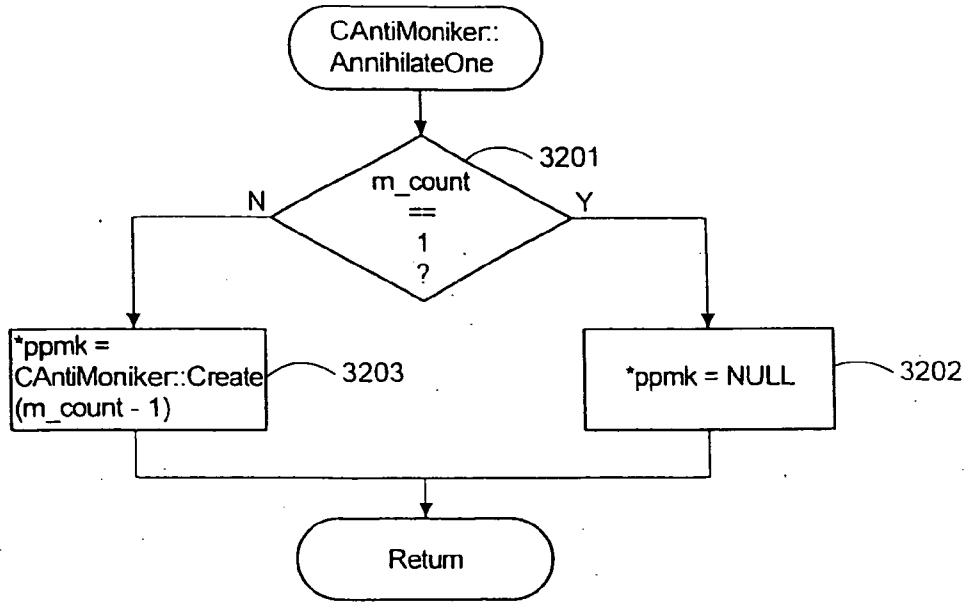 CAntiMoniker::
AnnihilateOne
3201
m_count
==
1
?
N
Y
*ppmk =
CAntiMoniker::Create
(m_count - 1)
3203
*ppmk = NULL
3202
Return